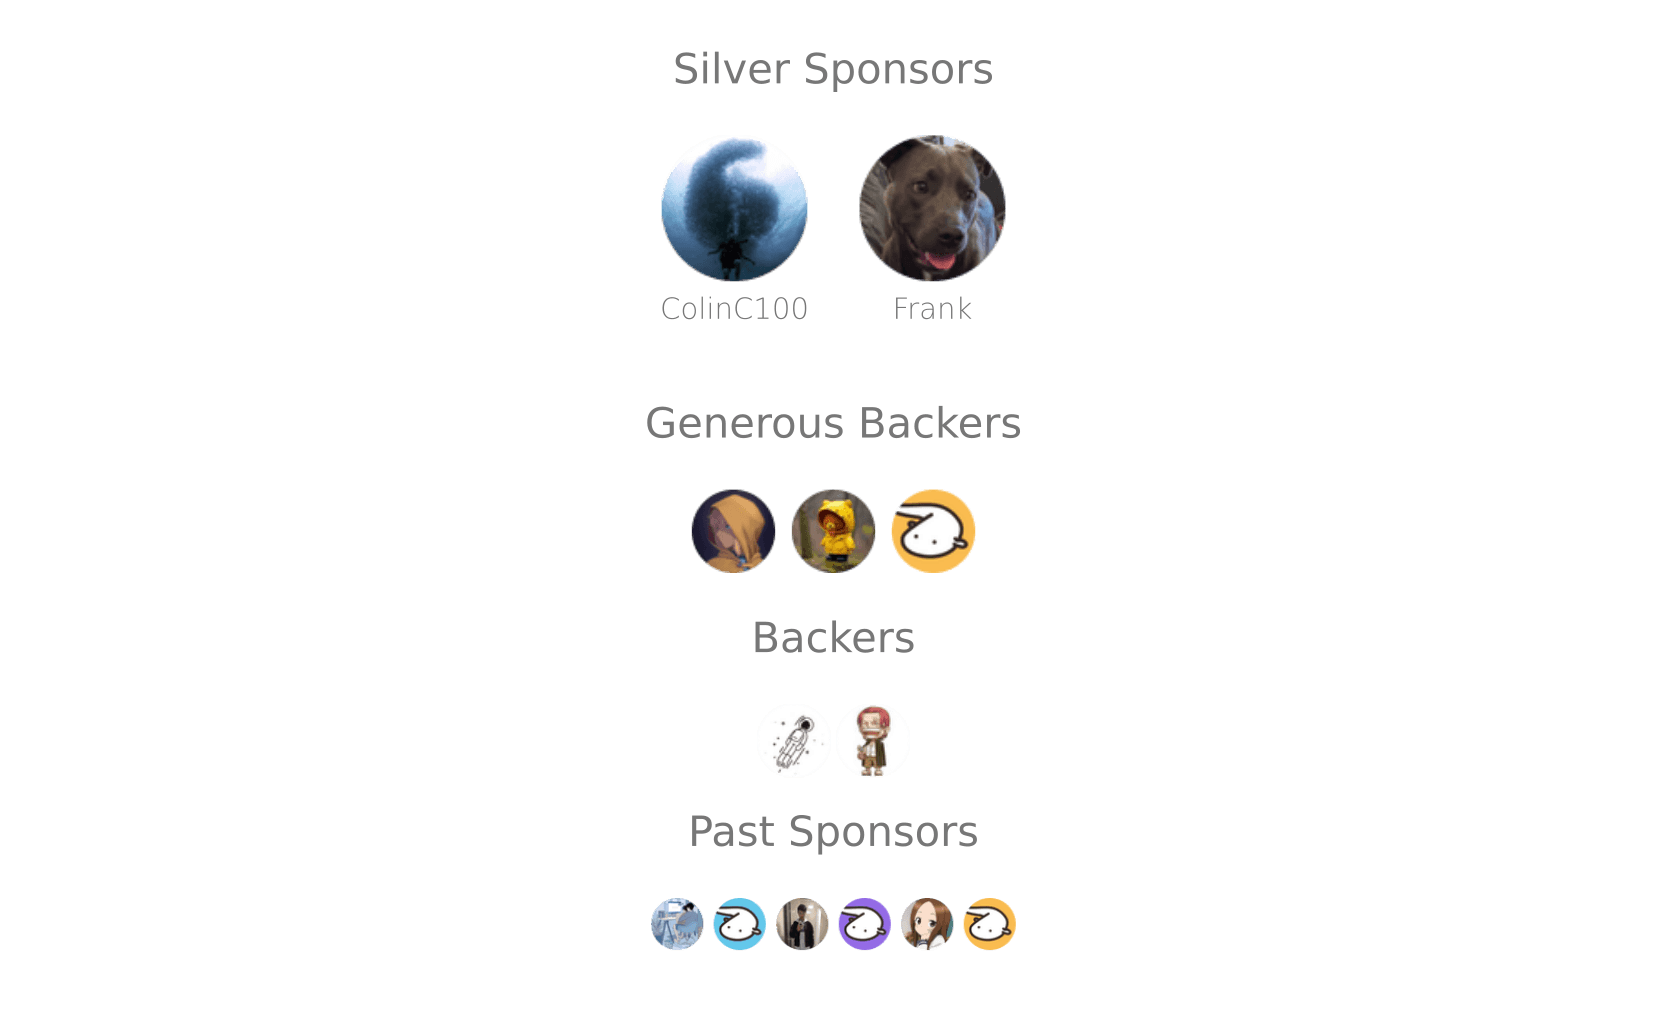 Silver Sponsors
ColinC100
Frank
Generous Backers
Backers
Past Sponsors